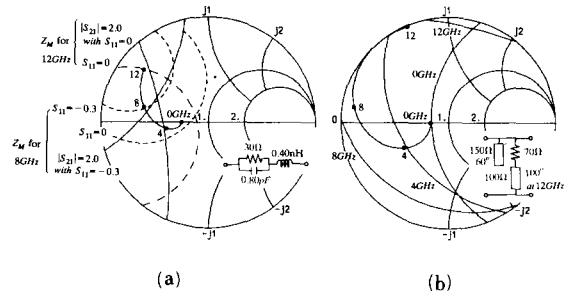 j1
j2
Z_M for 12GHz { |S21|=2.0 with S11=0
S11=0
12
8
S11=-0.3
0GHz
1.
2.
4
S11=0
Z_M for 8GHz { |S21|=2.0 with S11=-0.3
30Ω
0.40nH
0.80pF
-j2
-j1
(a)
j1
12
12GHz
j2
0GHz
8
0
0GHz
1.
2.
8GHz
4
4GHz
150Ω
60°
70Ω
100Ω
100°
at 12GHz
-j2
-j1
(b)